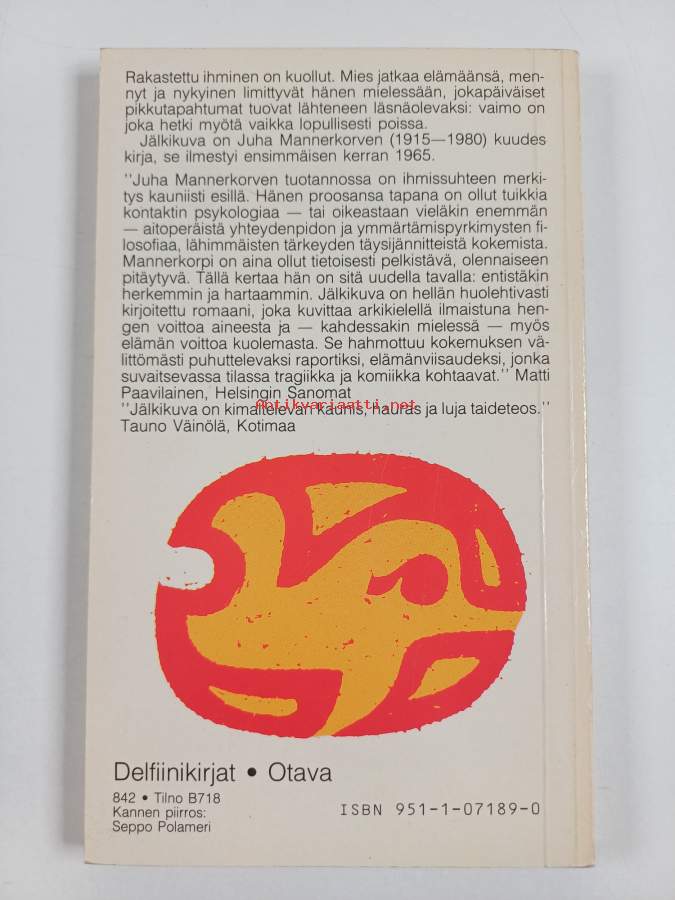 Rakastettu ihminen on kuollut. Mies jatkaa elämäänsä, men-
nyt ja nykyinen limittyvät hänen mielessään, jokapäiväiset
pikkutapahtumat tuovat lähteneen läsnäolevaksi: vaimo on
joka hetki myötä vaikka lopullisesti poissa.
Jälkikuva on Juha Mannerkorven (1915—1980) kuudes
kirja, se ilmestyi ensimmäisen kerran 1965.
''Juha Mannerkorven tuotannossa on ihmissuhteen merki-
tys kauniisti esillä. Hänen proosansa tapana on ollut tuikkia
kontaktin psykologiaa — tai oikeastaan vieläkin enemmän
— aitoperäistä yhteydenpidon ja ymmärtämispyrkimysten fi-
losofiaa, lähimmäisten tärkeyden täysijännitteistä kokemista.
Mannerkorpi on aina ollut tietoisesti pelkistävä, olennaiseen
pitäytyvä. Tällä kertaa hän on sitä uudella tavalla: entistäkin
herkemmin ja hartaammin. Jälkikuva on hellän huolehtivasti
kirjoitettu romaani, joka kuvittaa arkikielellä ilmaistuna hen-
gen voittoa aineesta ja — kahdessakin mielessä — myös
elämän voittoa kuolemasta. Se hahmottuu kokemuksen vä-
littömästi puhuttelevaksi raportiksi, elämänviisaudeksi, jonka
suvaitsevassa tilassa tragiikka ja komiikka kohtaavat.'' Matti
Paavilainen, Helsingin Sanomat
Antikvariaatti.net
''Jälkikuva on kimaltelevan kaunis, hauras ja luja taideteos.''
Tauno Väinölä, Kotimaa
Delfiinikirjat • Otava
842 • Tilno B718
Kannen piirros:
Seppo Polameri
ISBN 951-1-07189-0